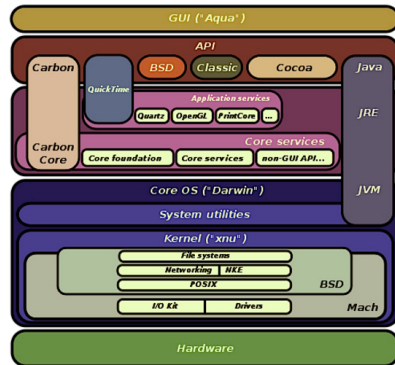 GUI ("Aqua")
API
Carbon
QuickTime
BSD
Classic
Cocoa
Java
Application services
Quartz
OpenGL
PrintCore
...
JRE
Core services
Carbon
Core
Core foundation
Core services
non-GUI API...
Core OS ("Darwin")
JVM
System utilities
Kernel ("xnu")
File systems
Networking
NKE
POSIX
BSD
I/O Kit
Drivers
Mach
Hardware